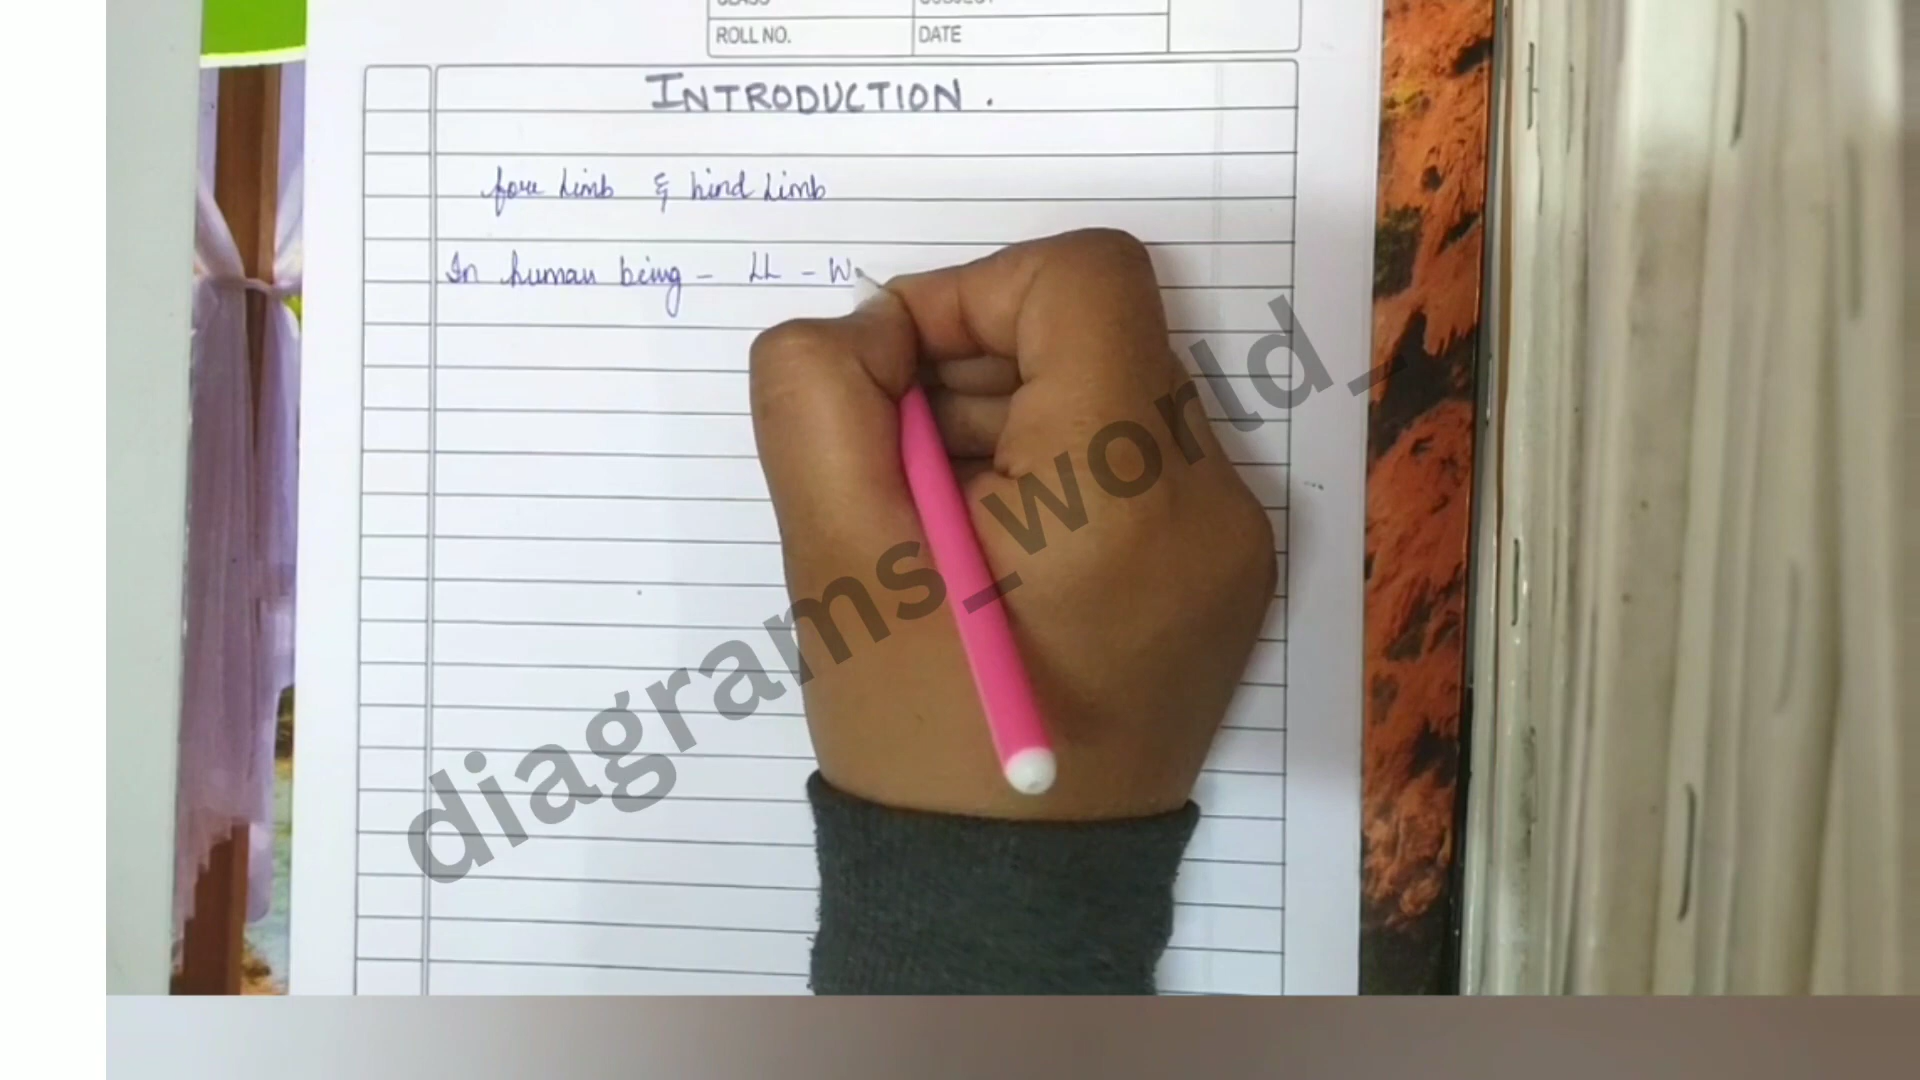 ROLL NO. DATE
INTRODUCTION.
fore Limb & hind Limb
In human being - LL - W
diagrams_world_